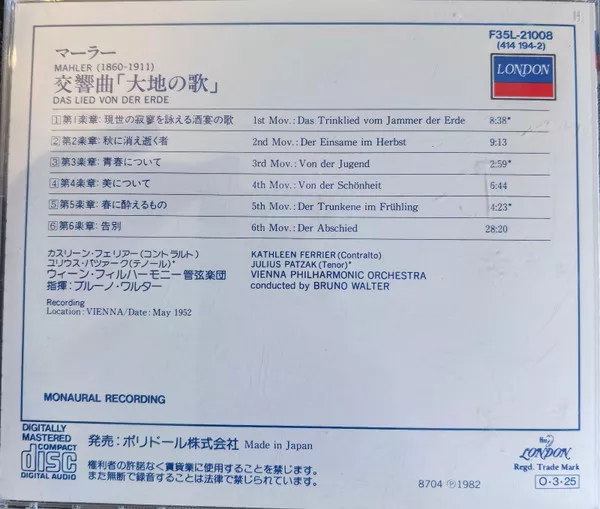 F35L-21008
(414 194-2)
LONDON
マーラー
MAHLER (1860-1911)
交響曲「大地の歌」
DAS LIED VON DER ERDE
1 第1楽章: 現世の寂寥を詠える酒宴の歌 1st Mov.: Das Trinklied vom Jammer der Erde 8:38*
2 第2楽章: 秋に消え逝く者 2nd Mov.: Der Einsame im Herbst 9:13
3 第3楽章: 青春について 3rd Mov.: Von der Jugend 2:59*
4 第4楽章: 美について 4th Mov.: Von der Schönheit 6:44
5 第5楽章: 春に酔えるもの 5th Mov.: Der Trunkene im Frühling 4:23*
6 第6楽章: 告別 6th Mov.: Der Abschied 28:20
カスリーン・フェリアー(コントラルト) KATHLEEN FERRIER (Contralto)
ユリウス・パツァーク(テノール)* JULIUS PATZAK (Tenor)*
ウィーン・フィルハーモニー管弦楽団 VIENNA PHILHARMONIC ORCHESTRA
指揮: ブルーノ・ワルター conducted by BRUNO WALTER
Recording
Location: VIENNA/Date: May 1952
MONAURAL RECORDING
DIGITALLY
MASTERED
COMPACT
disc
DIGITAL AUDIO
発売: ポリドール株式会社 Made in Japan
権利者の許諾なく賃貸業に使用することを禁じます。
また無断で録音することは法律で禁じられています。
8704 Ⓟ1982
LONDON
Regd. Trade Mark
O・3・25